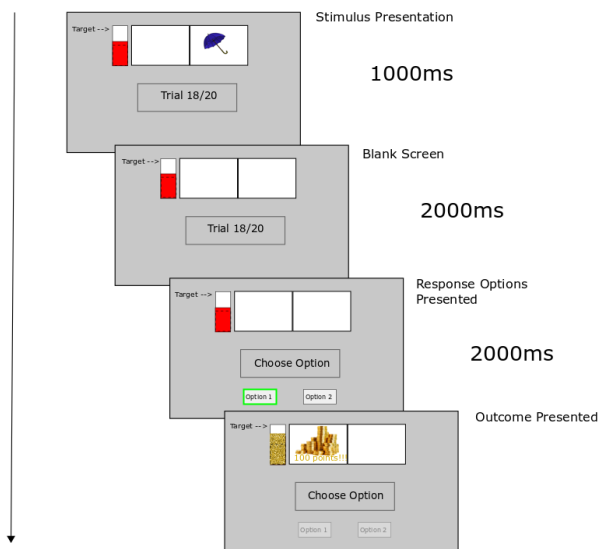 Stimulus Presentation
Target -->
1000ms
Trial 18/20
Blank Screen
Target -->
2000ms
Trial 18/20
Response Options
Presented
Target -->
2000ms
Choose Option
Option 1 Option 2
Outcome Presented
Target -->
100 points!!!
Choose Option
Option 1 Option 2